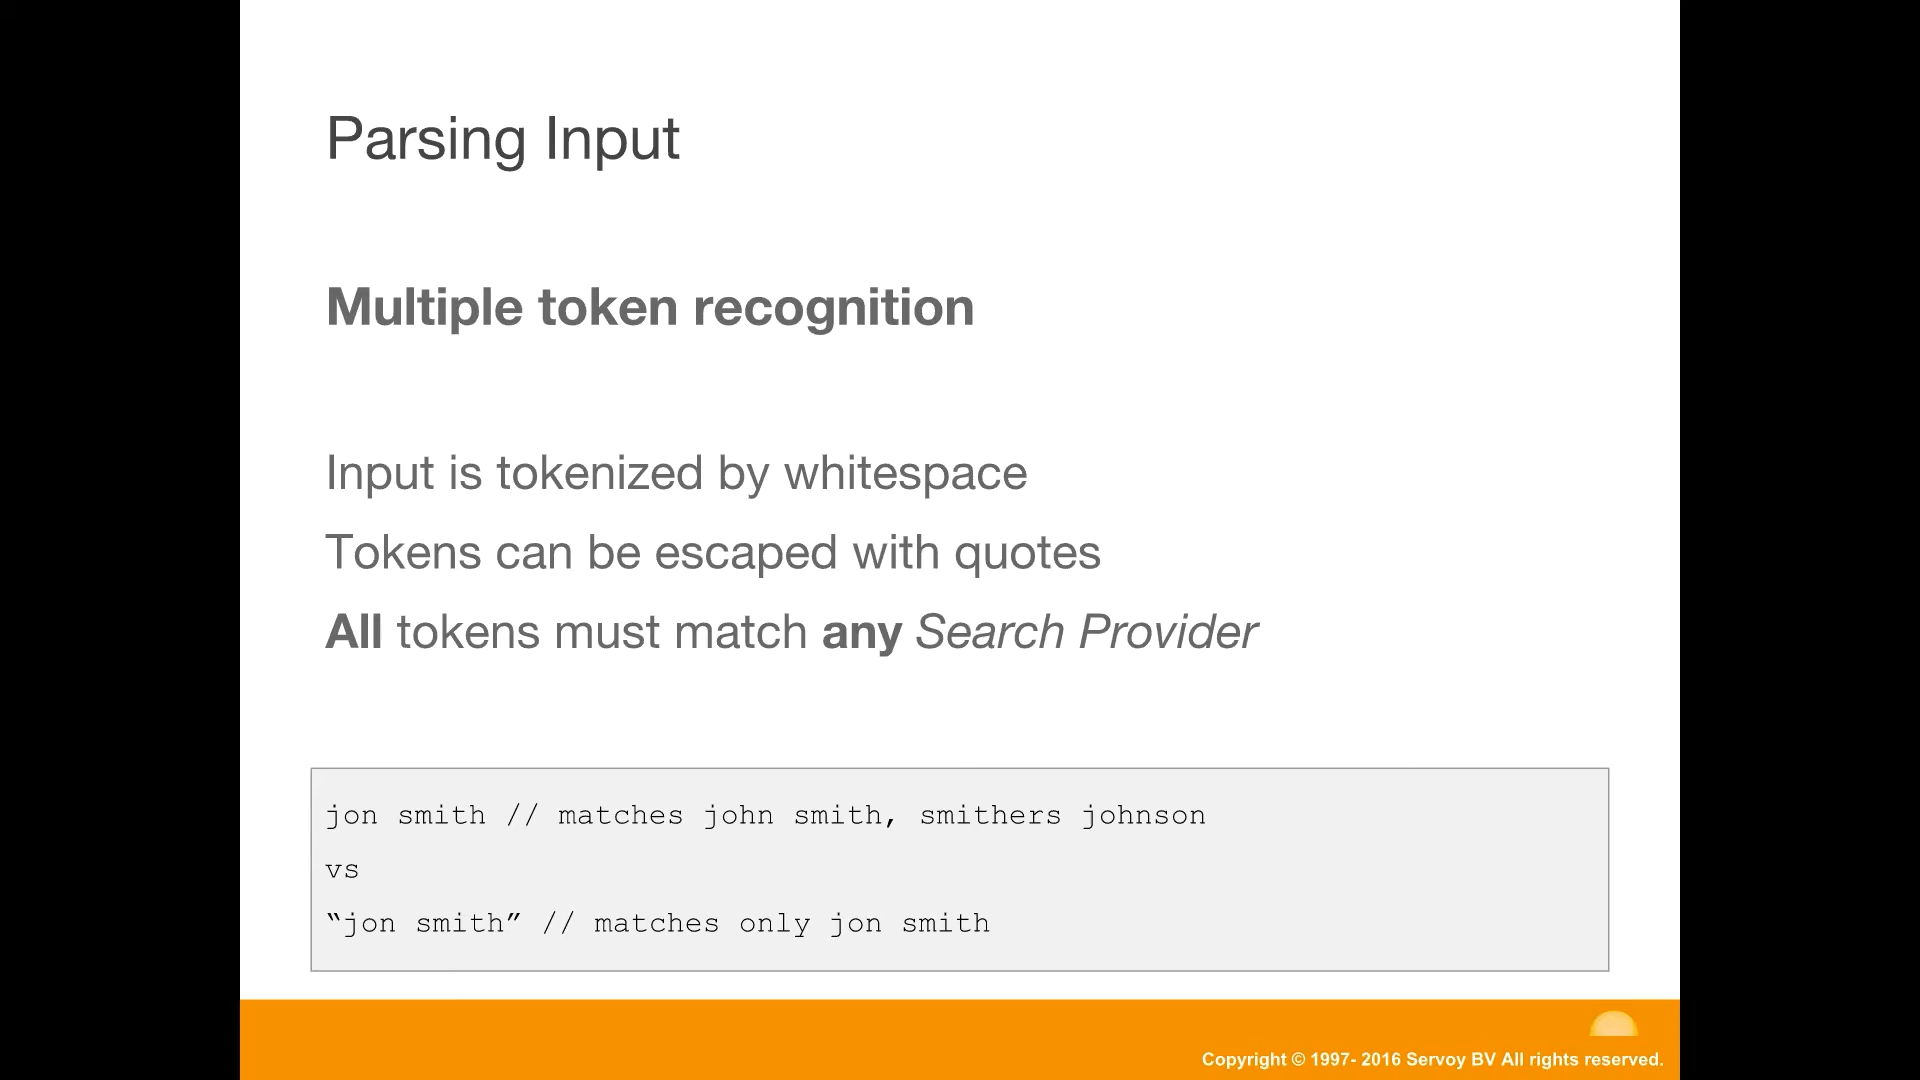 Parsing Input
Multiple token recognition
Input is tokenized by whitespace
Tokens can be escaped with quotes
All tokens must match any Search Provider
jon smith // matches john smith, smithers johnson
vs
“jon smith” // matches only jon smith
Copyright © 1997- 2016 Servoy BV All rights reserved.